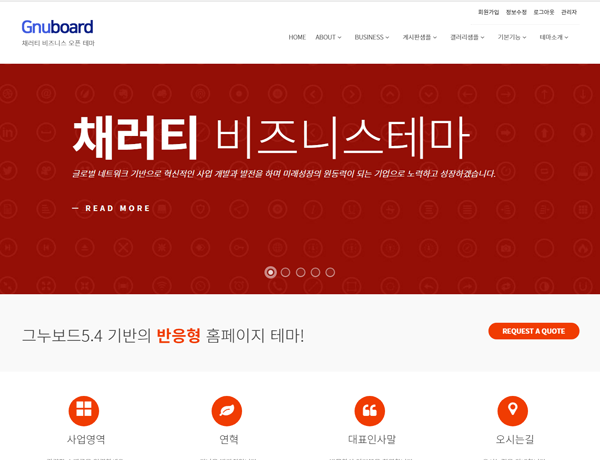 회원가입 정보수정 로그아웃 관리자
Gnuboard
채러티 비즈니스 오픈 테마
HOME ABOUT BUSINESS 게시판샘플 갤러리샘플 기본기능 테마소개
채러티 비즈니스테마
글로벌 네트워크 기반으로 혁신적인 사업 개발과 발전을 하며 미래성장의 원동력이 되는 기업으로 노력하고 성장하겠습니다.
— READ MORE
그누보드5.4 기반의 반응형 홈페이지 테마!
REQUEST A QUOTE
사업영역 연혁 대표인사말 오시는길